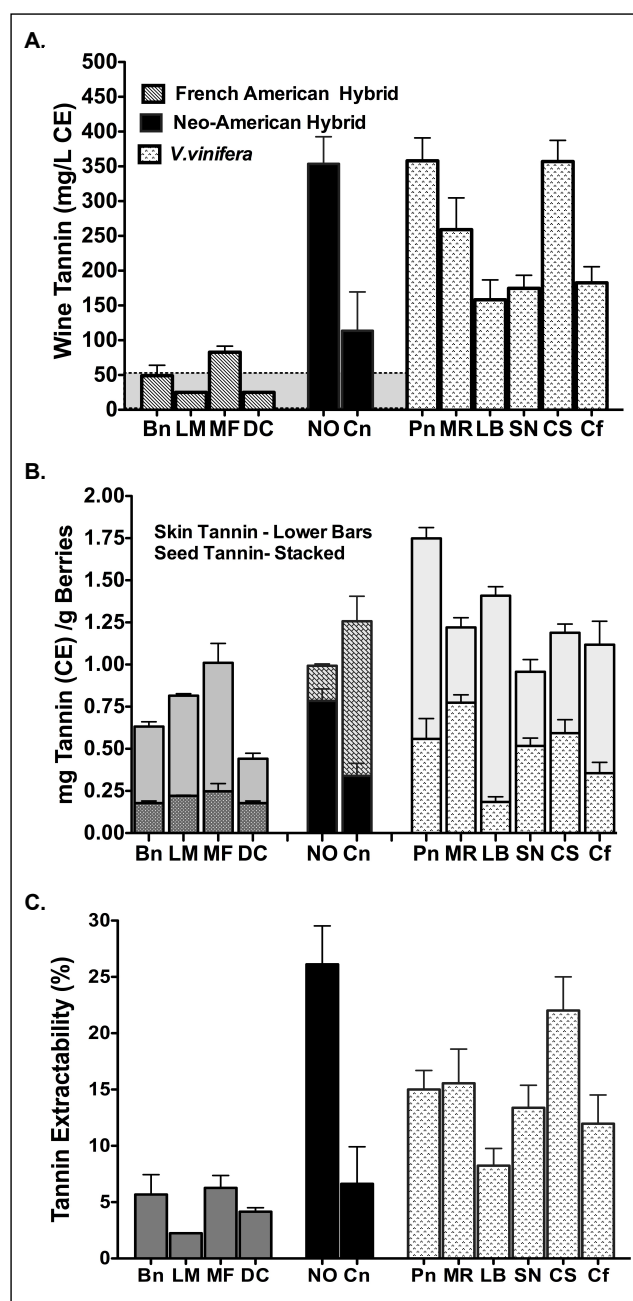 A.
Wine Tannin (mg/L CE)
500
450
400
350
300
250
200
150
100
50
0
French American Hybrid
Neo-American Hybrid
V.vinifera
Bn LM MF DC NO Cn Pn MR LB SN CS Cf
B.
mg Tannin (CE) /g Berries
2.00
1.75
1.50
1.25
1.00
0.75
0.50
0.25
0.00
Skin Tannin - Lower Bars
Seed Tannin- Stacked
Bn LM MF DC NO Cn Pn MR LB SN CS Cf
C.
Tannin Extractability (%)
30
25
20
15
10
5
0
Bn LM MF DC NO Cn Pn MR LB SN CS Cf